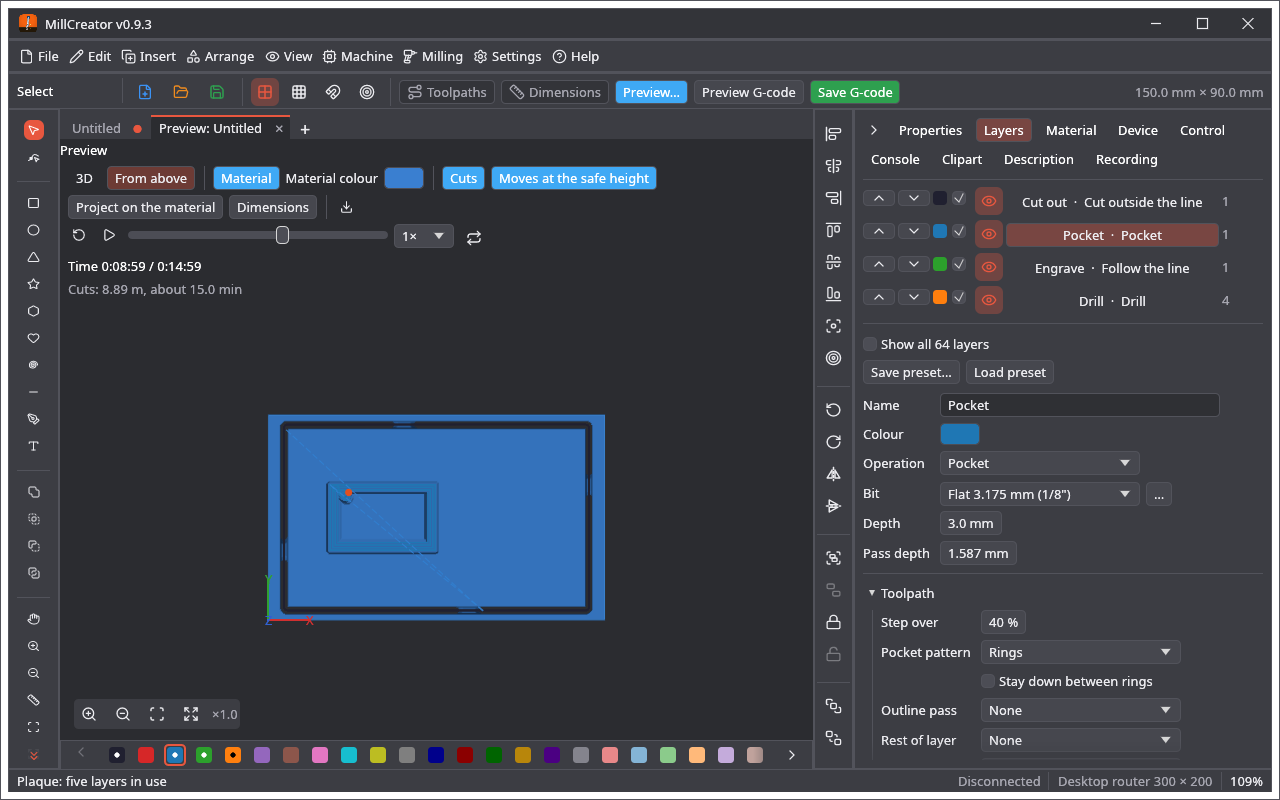 MillCreator v0.9.3
File Edit Insert Arrange View Machine Milling Settings Help
Select Toolpaths Dimensions Preview... Preview G-code Save G-code 150.0 mm × 90.0 mm
Untitled Preview: Untitled
Preview
3D From above Material Material colour Cuts Moves at the safe height
Project on the material Dimensions
1×
Time 0:08:59 / 0:14:59
Cuts: 8.89 m, about 15.0 min
Y
Z X
×1.0
Properties Layers Material Device Control
Console Clipart Description Recording
Cut out · Cut outside the line 1
Pocket · Pocket 1
Engrave · Follow the line 1
Drill · Drill 4
Show all 64 layers
Save preset... Load preset
Name Pocket
Colour
Operation Pocket
Bit Flat 3.175 mm (1/8") ...
Depth 3.0 mm
Pass depth 1.587 mm
Toolpath
Step over 40 %
Pocket pattern Rings
Stay down between rings
Outline pass None
Rest of layer None
Plaque: five layers in use Disconnected Desktop router 300 × 200 109%